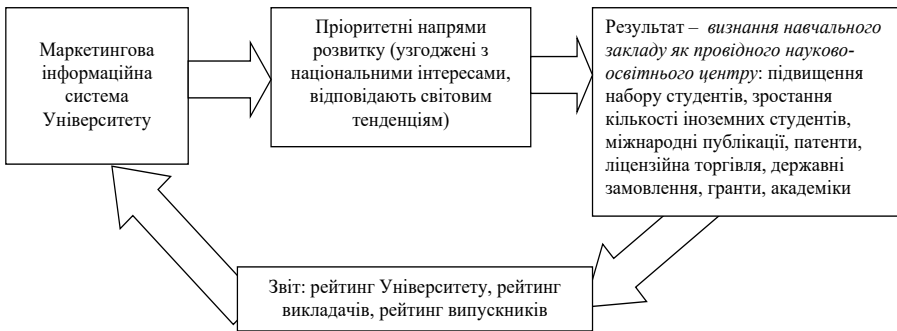 Маркетингова
інформаційна
система
Університету
Пріоритетні напрями
розвитку (узгоджені з
національними інтересами,
відповідають світовим
тенденціям)
Результат – визнання навчального
закладу як провідного науково-
освітнього центру: підвищення
набору студентів, зростання
кількості іноземних студентів,
міжнародні публікації, патенти,
ліцензійна торгівля, державні
замовлення, гранти, академіки
Звіт: рейтинг Університету, рейтинг
викладачів, рейтинг випускників